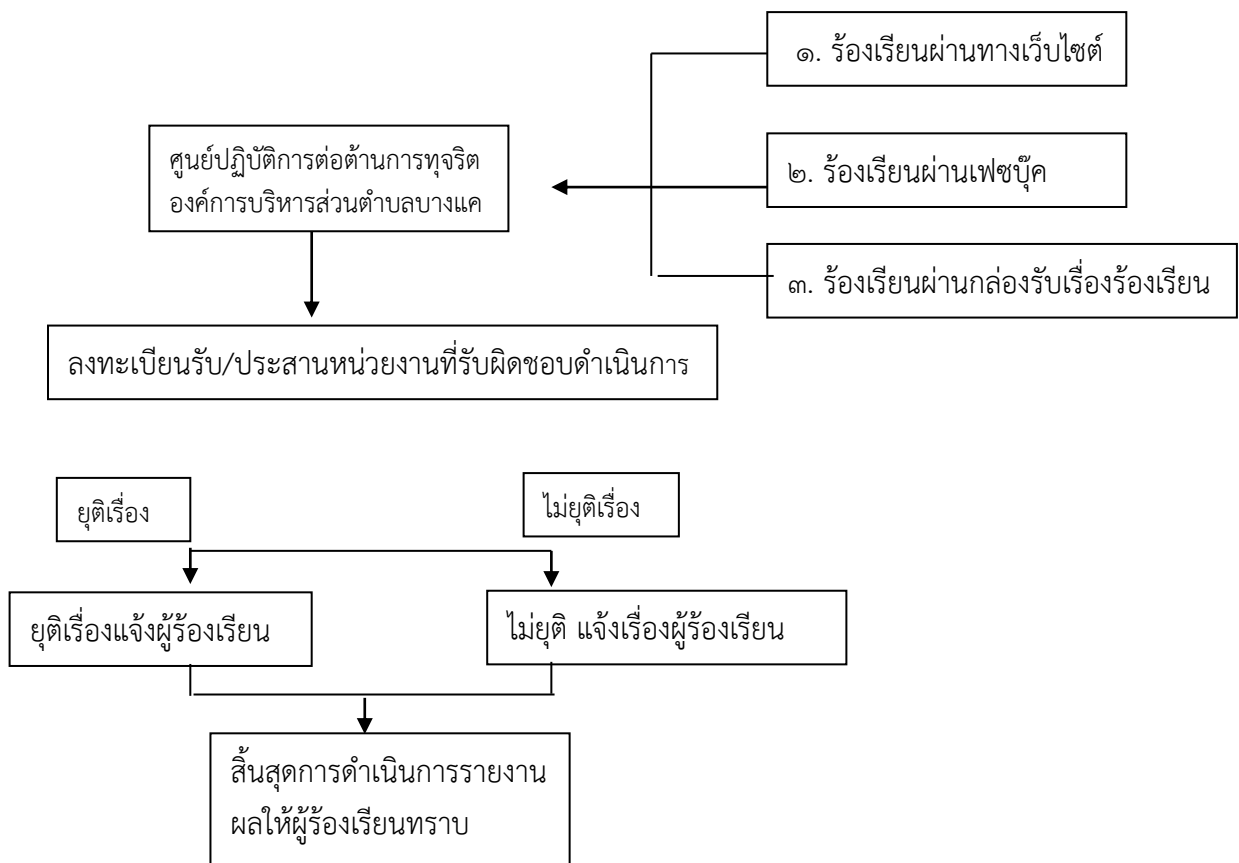 ๑. ร้องเรียนผ่านทางเว็บไซต์
ศูนย์ปฏิบัติการต่อต้านการทุจริต
องค์การบริหารส่วนตำบลบางแค
๒. ร้องเรียนผ่านเฟซบุ๊ค
๓. ร้องเรียนผ่านกล่องรับเรื่องร้องเรียน
ลงทะเบียนรับ/ประสานหน่วยงานที่รับผิดชอบดำเนินการ
ยุติเรื่อง
ไม่ยุติเรื่อง
ยุติเรื่องแจ้งผู้ร้องเรียน
ไม่ยุติ แจ้งเรื่องผู้ร้องเรียน
สิ้นสุดการดำเนินการรายงาน
ผลให้ผู้ร้องเรียนทราบ